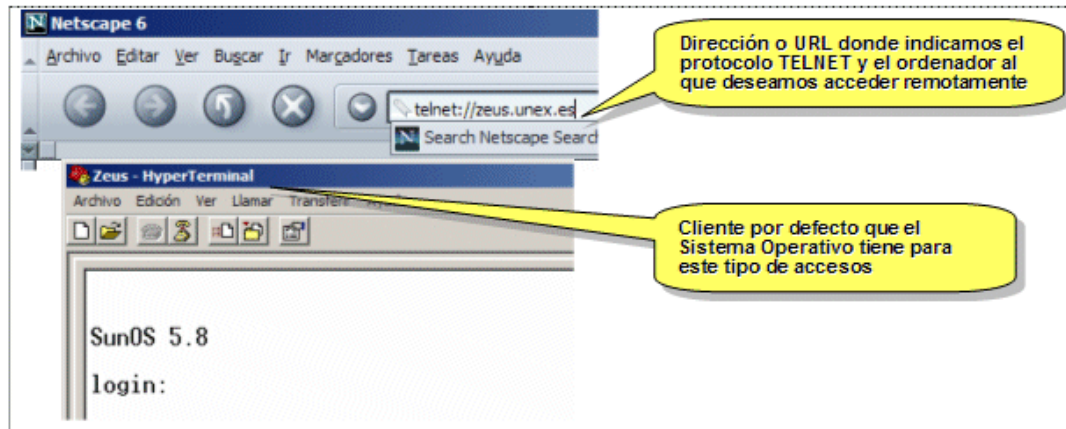 Netscape 6
Archivo Editar Ver Buscar Ir Marcadores Tareas Ayuda
telnet://zeus.unex.es
Search Netscape Search
Dirección o URL donde indicamos el
protocolo TELNET y el ordenador al
que deseamos acceder remotamente
Zeus - HyperTerminal
Archivo Edición Ver Llamar Transferir
Cliente por defecto que el
Sistema Operativo tiene para
este tipo de accesos
SunOS 5.8
login: